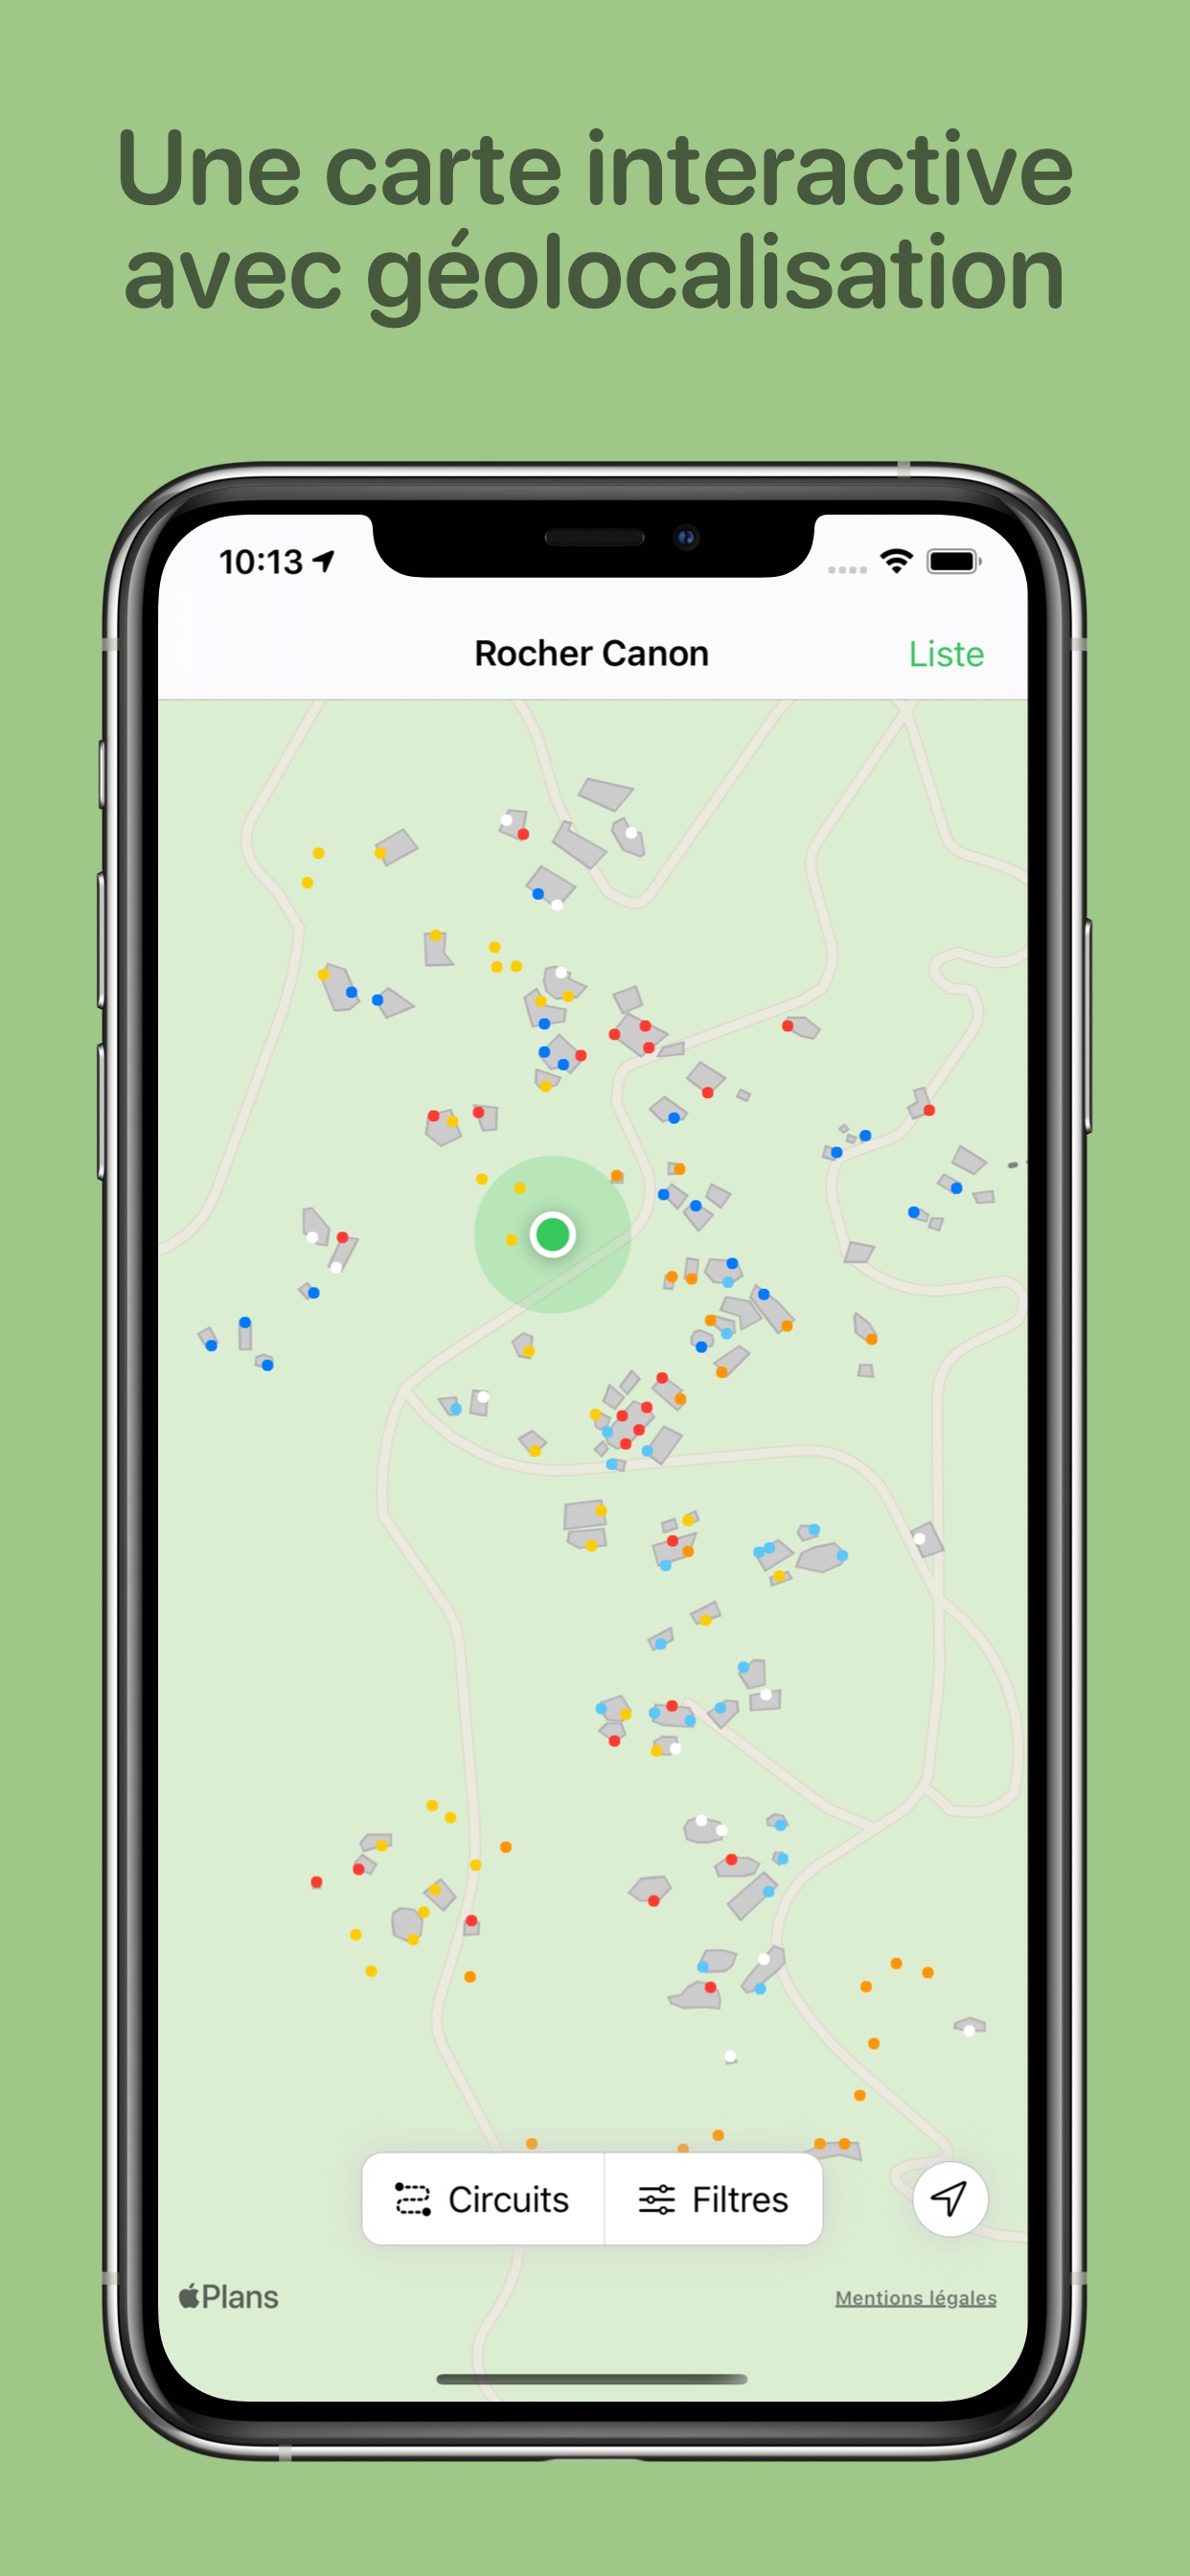 Une carte interactive
avec géolocalisation
10:13
Rocher Canon
Liste
Circuits
Filtres
Plans
Mentions légales